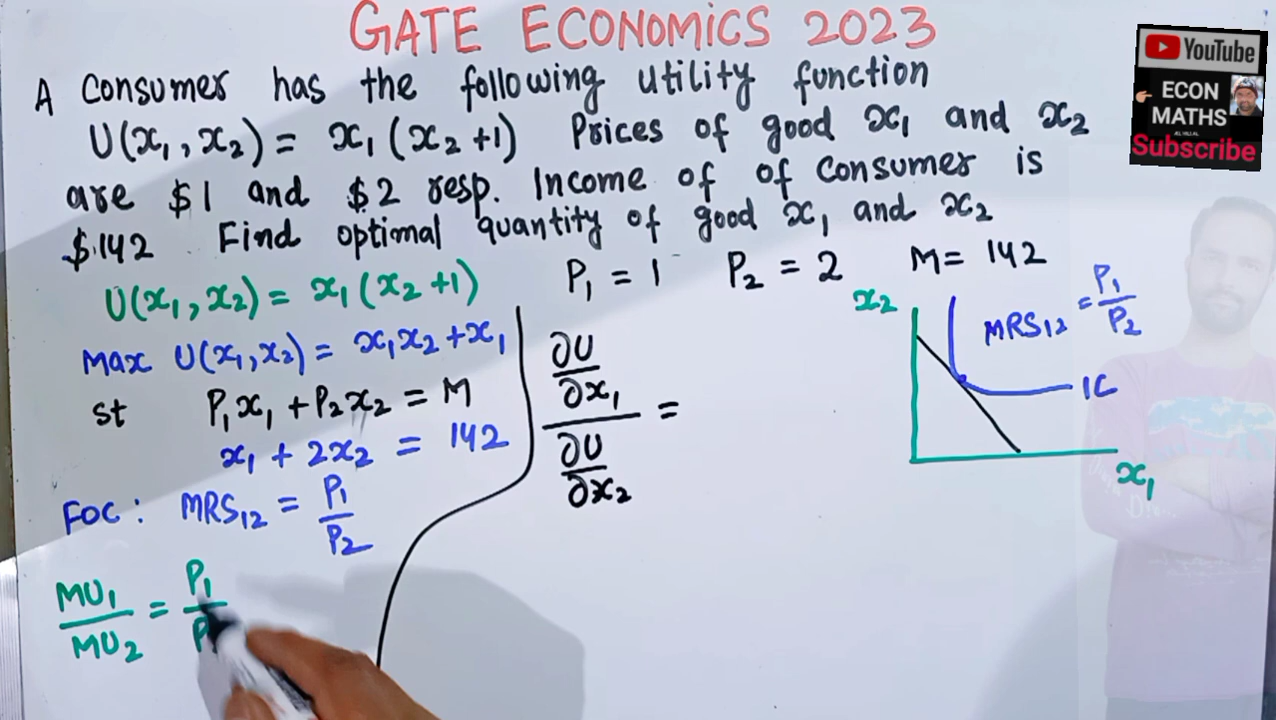 GATE ECONOMICS 2023
A Consumer has the following utility function
U(x₁, x₂) = x₁(x₂+1) Prices of good x₁ and x₂
are $1 and $2 resp. Income of of consumer is
$.142 Find optimal quantity of good x₁ and x₂
U(x₁, x₂) = x₁(x₂+1)
P₁ = 1 P₂ = 2 M = 142
Max U(x₁, x₂) = x₁x₂ + x₁
st P₁x₁ + P₂x₂ = M
x₁ + 2x₂ = 142
FOC : MRS₁₂ = P₁
P₂
MU₁ = P₁
MU₂ P
∂U
∂x₁
=
∂U
∂x₂
x₂
MRS₁₂ = P₁
P₂
IC
x₁
YouTube
ECON
MATHS
Subscribe